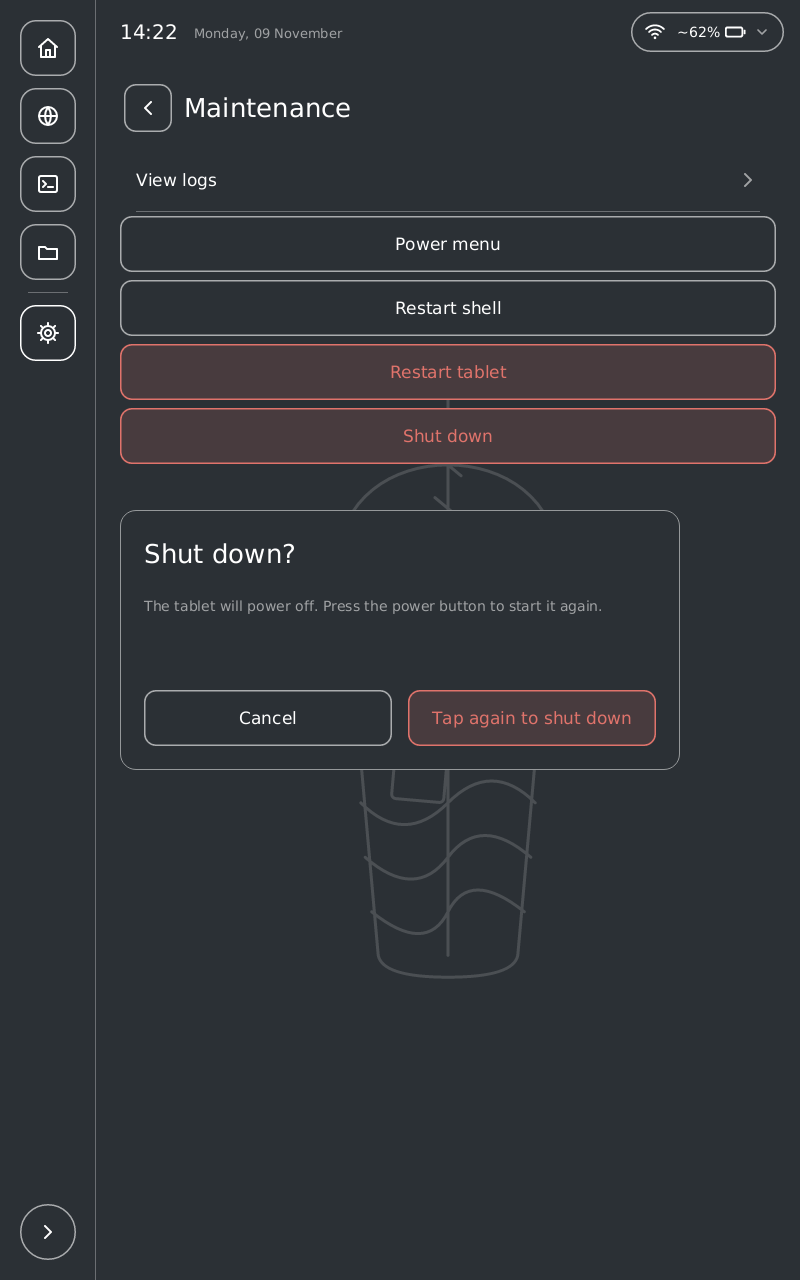 14:22 Monday, 09 November ~62%
Maintenance
View logs
Power menu
Restart shell
Restart tablet
Shut down
Shut down?
The tablet will power off. Press the power button to start it again.
Cancel Tap again to shut down